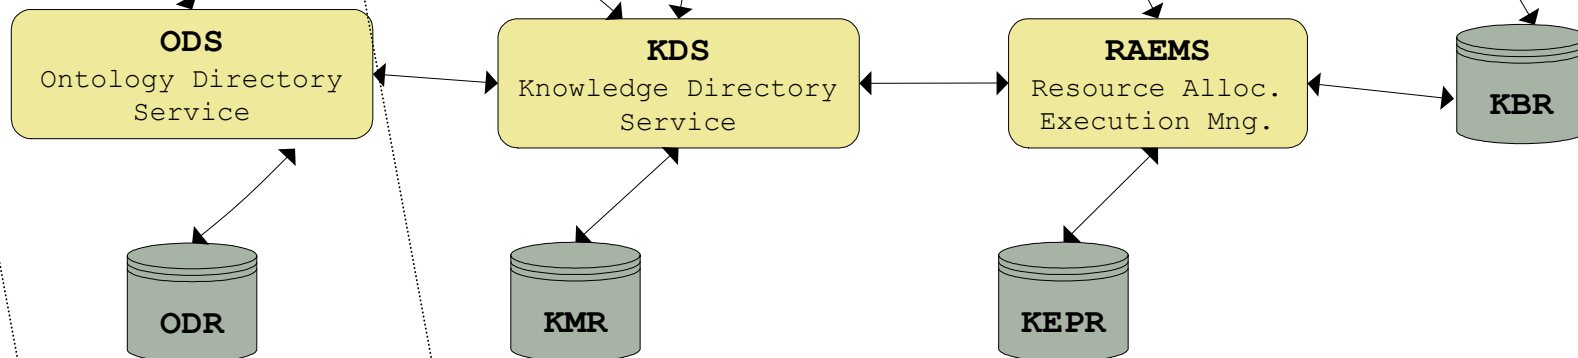 ODS
Ontology Directory
Service
KDS
Knowledge Directory
Service
RAEMS
Resource Alloc.
Execution Mng.
KBR
ODR
KMR
KEPR